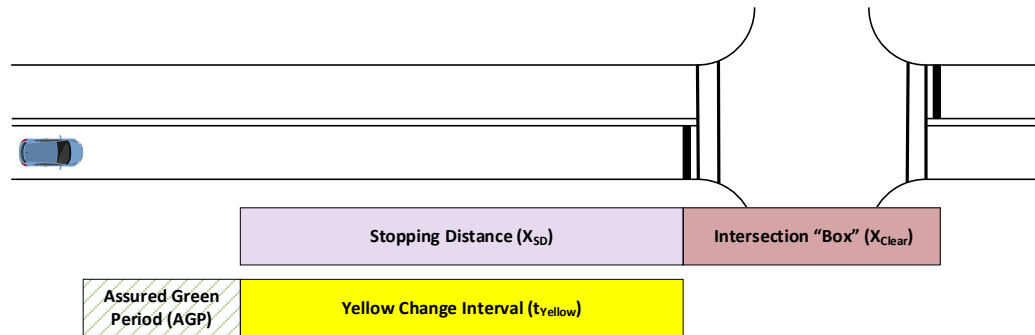 Stopping Distance (XSD)
Intersection “Box” (XClear)
Assured Green
Period (AGP)
Yellow Change Interval (tYellow)